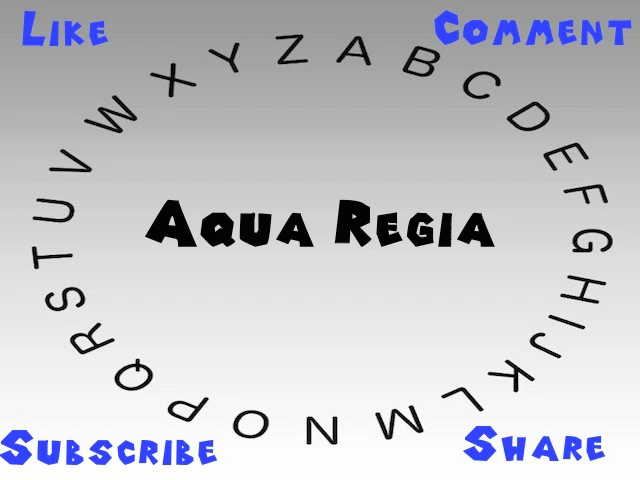 Like
Comment
A B C D E F G H I J K L M N O P Q R S T U V W X Y Z
Aqua Regia
Subscribe
Share